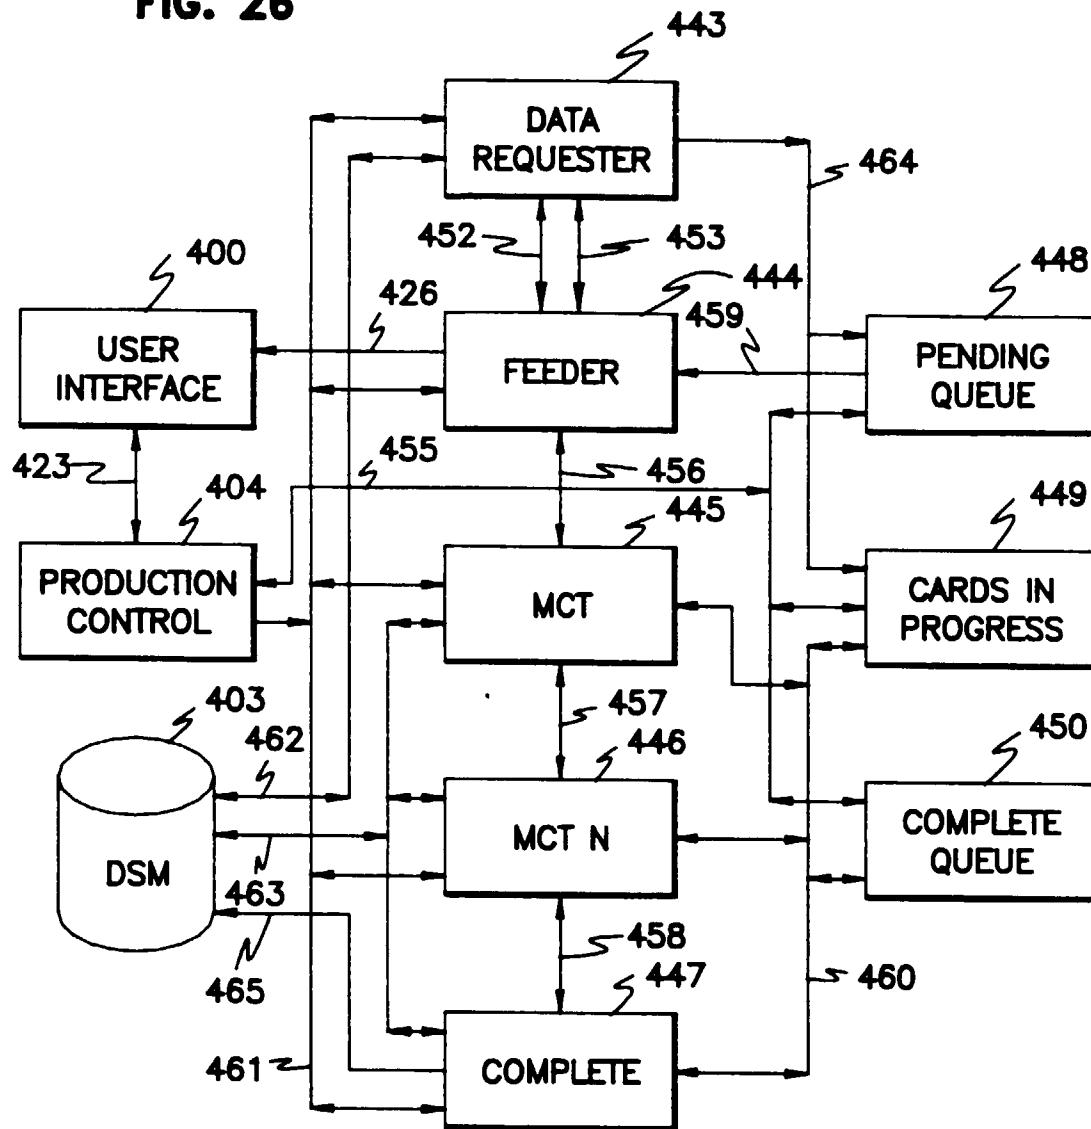 FIG. 26
443
DATA
REQUESTER
464
452
453
400
426
444
459
448
USER
INTERFACE
FEEDER
PENDING
QUEUE
423
455
456
404
445
449
PRODUCTION
CONTROL
MCT
CARDS IN
PROGRESS
403
462
457
446
450
DSM
463
MCT N
COMPLETE
QUEUE
465
458
447
460
461
COMPLETE